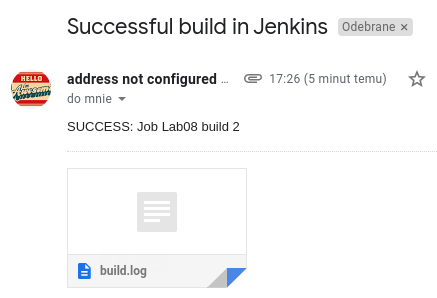 Successful build in Jenkins Odebrane ×
HELLO
address not configured ... 17:26 (5 minut temu)
do mnie
SUCCESS: Job Lab08 build 2
build.log